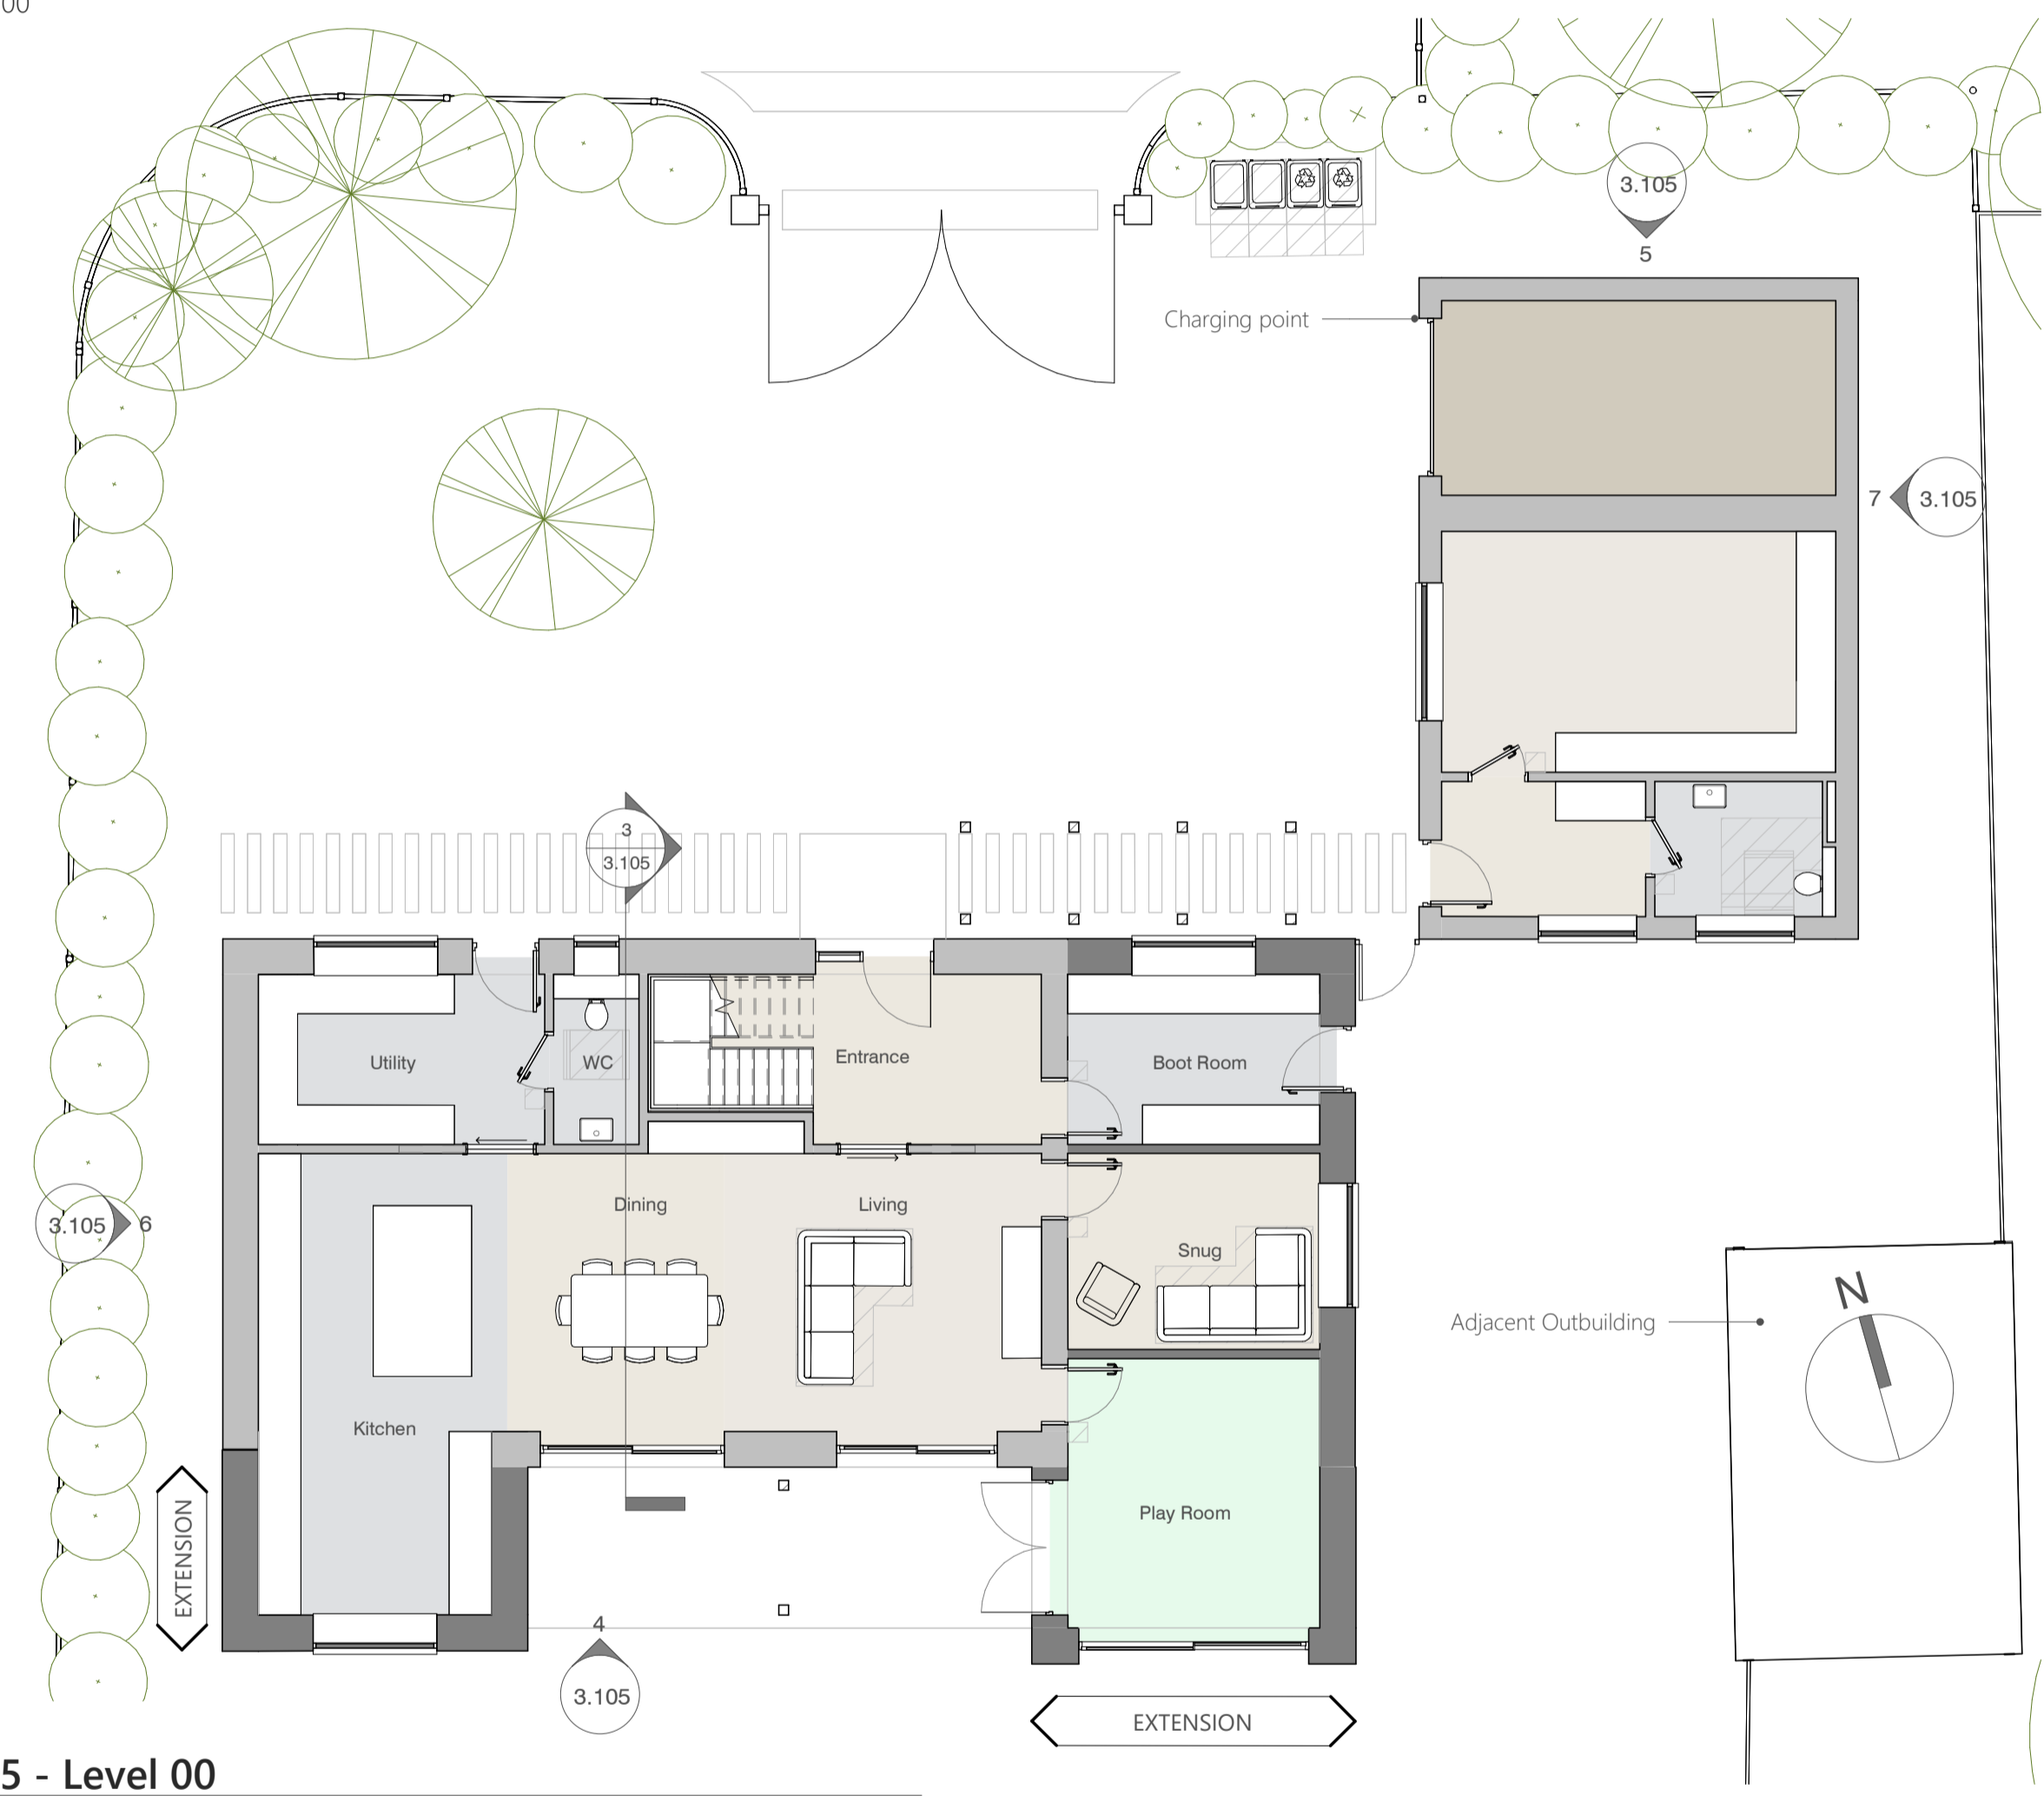 00
3.105
5
Charging point
7
3.105
3
3.105
Utility
WC
Entrance
Boot Room
Dining
Living
3.105
6
Snug
N
Adjacent Outbuilding
Kitchen
Play Room
EXTENSION
4
3.105
EXTENSION
5 - Level 00